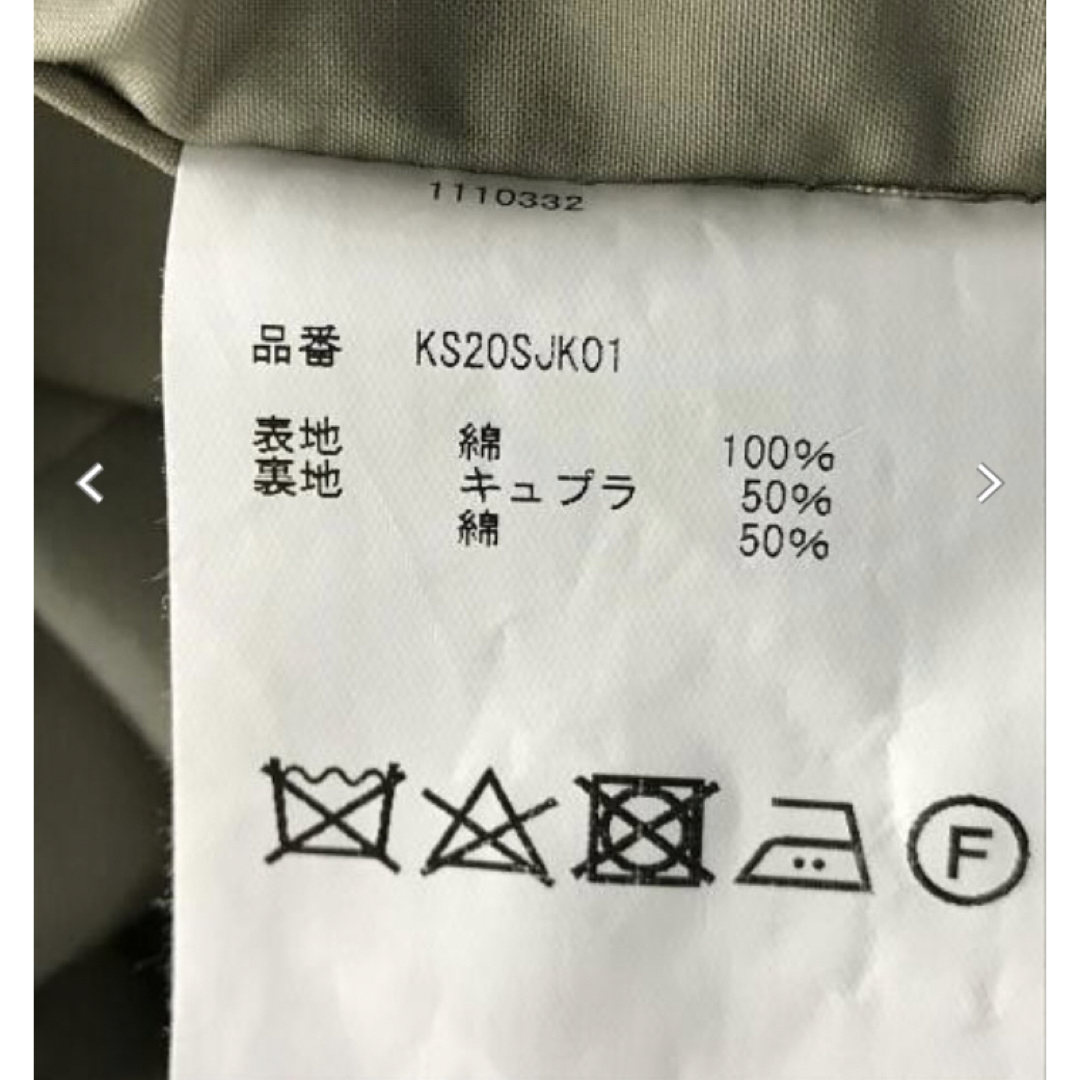 1110332
品番 KS20SJK01
表地 綿 100%
裏地 キュプラ 50%
綿 50%
F